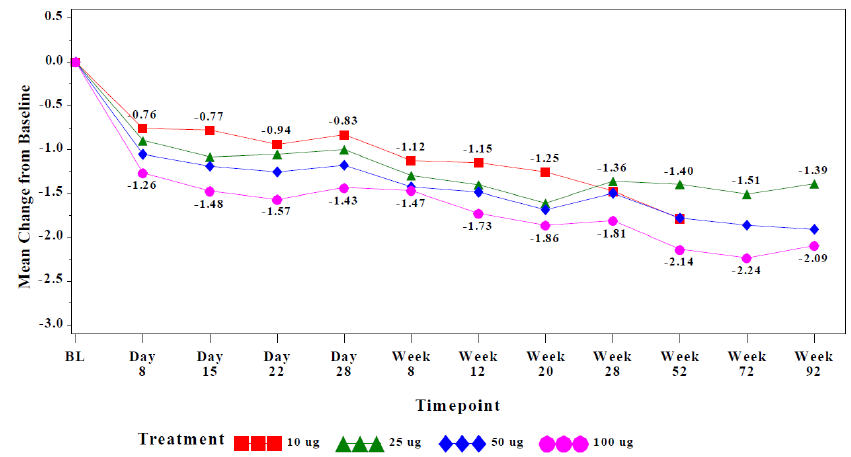 0.5
0.0
-0.5
-1.0
-1.5
-2.0
-2.5
-3.0
Mean Change from Baseline
-0.76
-0.77
-0.94
-0.83
-1.12
-1.15
-1.25
-1.36
-1.40
-1.51
-1.39
-1.26
-1.48
-1.57
-1.43
-1.47
-1.73
-1.86
-1.81
-2.14
-2.24
-2.09
BL
Day 8
Day 15
Day 22
Day 28
Week 8
Week 12
Week 20
Week 28
Week 52
Week 72
Week 92
Timepoint
Treatment 10 ug 25 ug 50 ug 100 ug